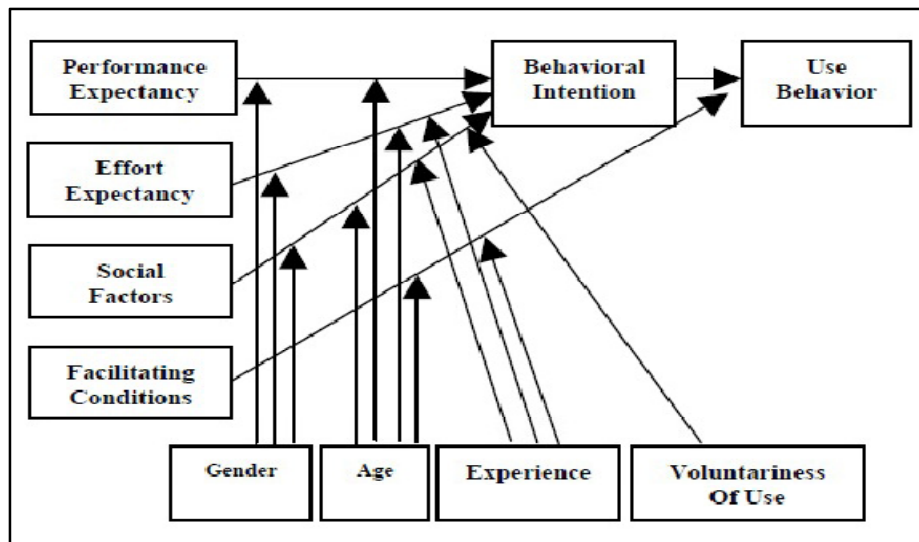 Performance
Expectancy
Behavioral
Intention
Use
Behavior
Effort
Expectancy
Social
Factors
Facilitating
Conditions
Gender
Age
Experience
Voluntariness
Of Use